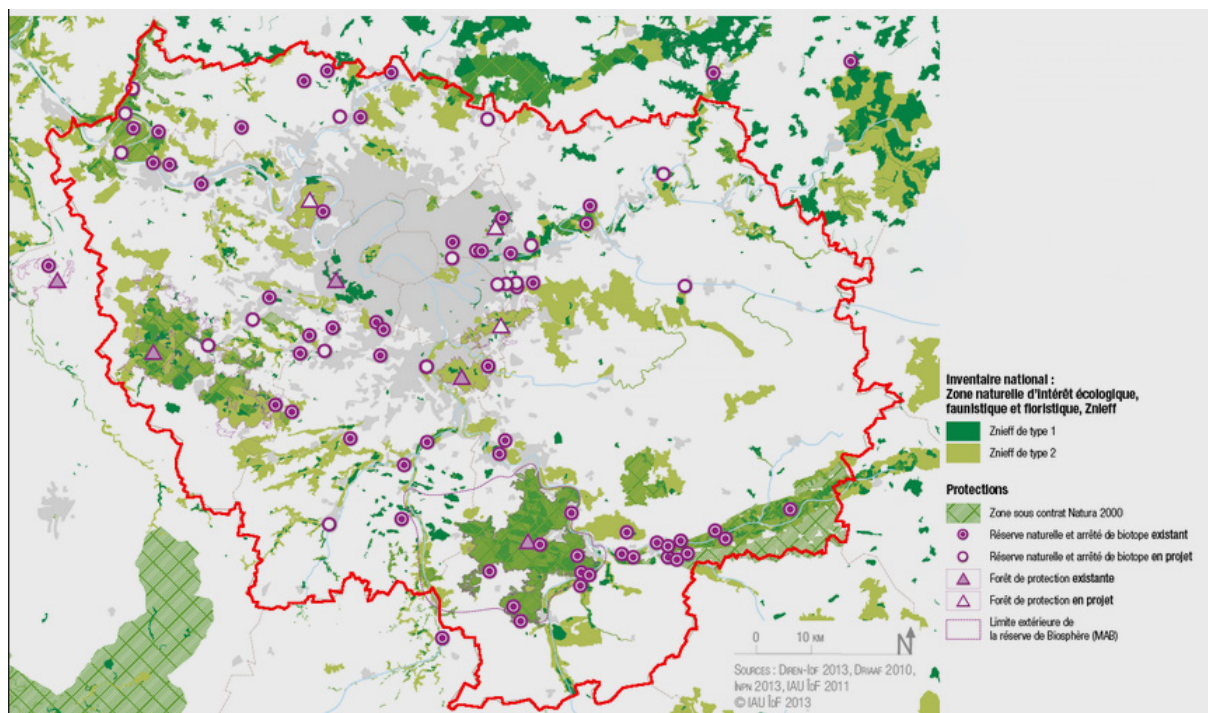 Inventaire national :
Zone naturelle d'intérêt écologique,
faunistique et floristique, Znieff
Znieff de type 1
Znieff de type 2
Protections
Zone sous contrat Natura 2000
Réserve naturelle et arrêté de biotope existant
Réserve naturelle et arrêté de biotope en projet
Forêt de protection existante
Forêt de protection en projet
Limite extérieure de
la réserve de Biosphère (MAB)
0 10 KM
N
SOURCES : DIREN-IDF 2013, DRIAAF 2010,
INPN 2013, IAU ÎDF 2011
© IAU ÎDF 2013